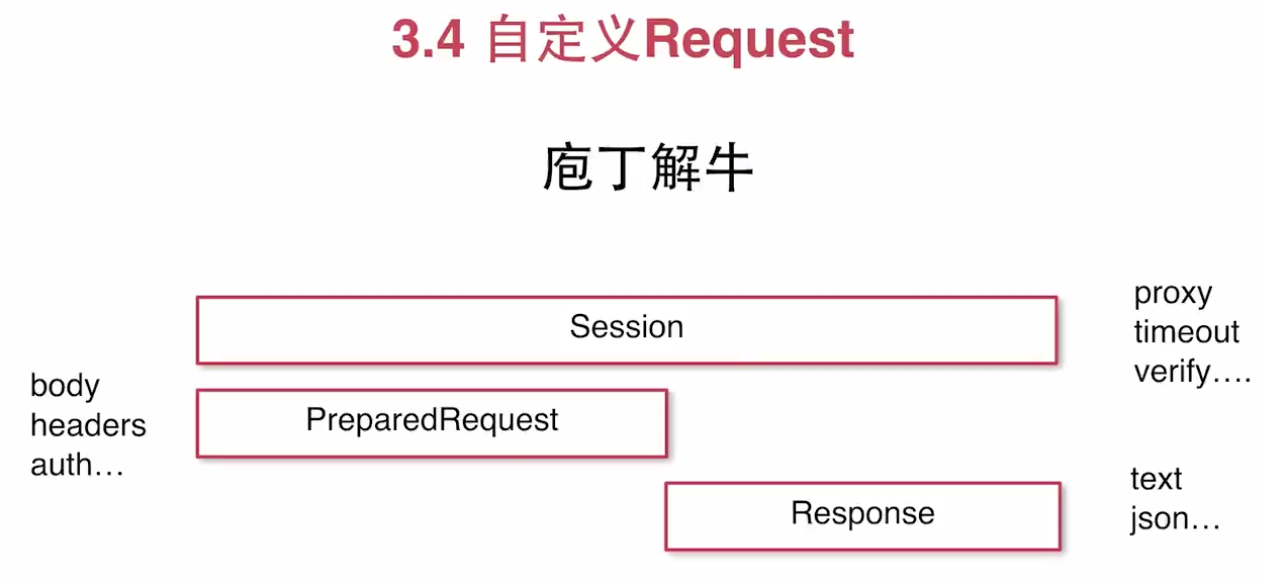 3.4 自定义Request
庖丁解牛
Session
proxy
timeout
verify….
body
headers
auth…
PreparedRequest
Response
text
json…